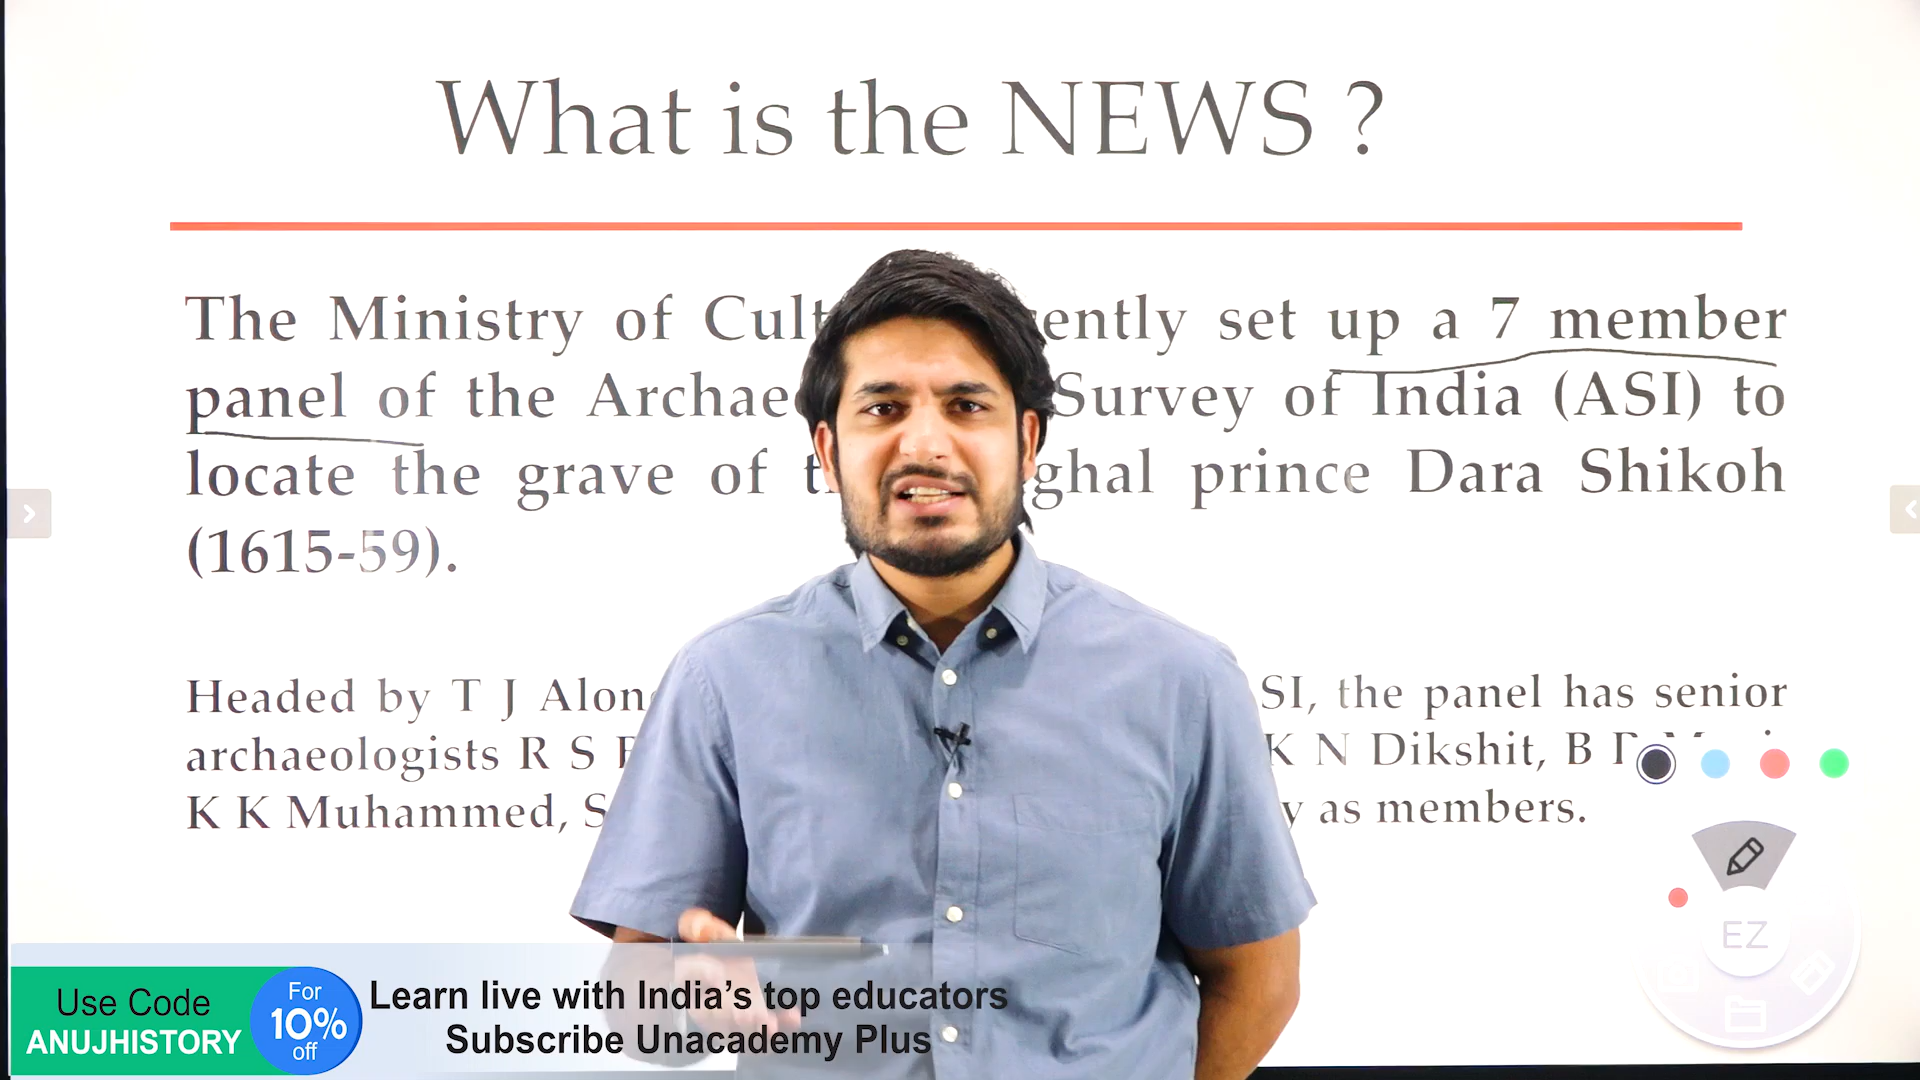 What is the NEWS ?
The Ministry of Cult ently set up a 7 member
panel of the Archae Survey of India (ASI) to
locate the grave of ghal prince Dara Shikoh
(1615-59).
Headed by T J Alon SI, the panel has senior
archaeologists R S K N Dikshit, B
K K Muhammed, S y as members.
EZ
Use Code
ANUJHISTORY
For
10%
off
Learn live with India's top educators
Subscribe Unacademy Plus